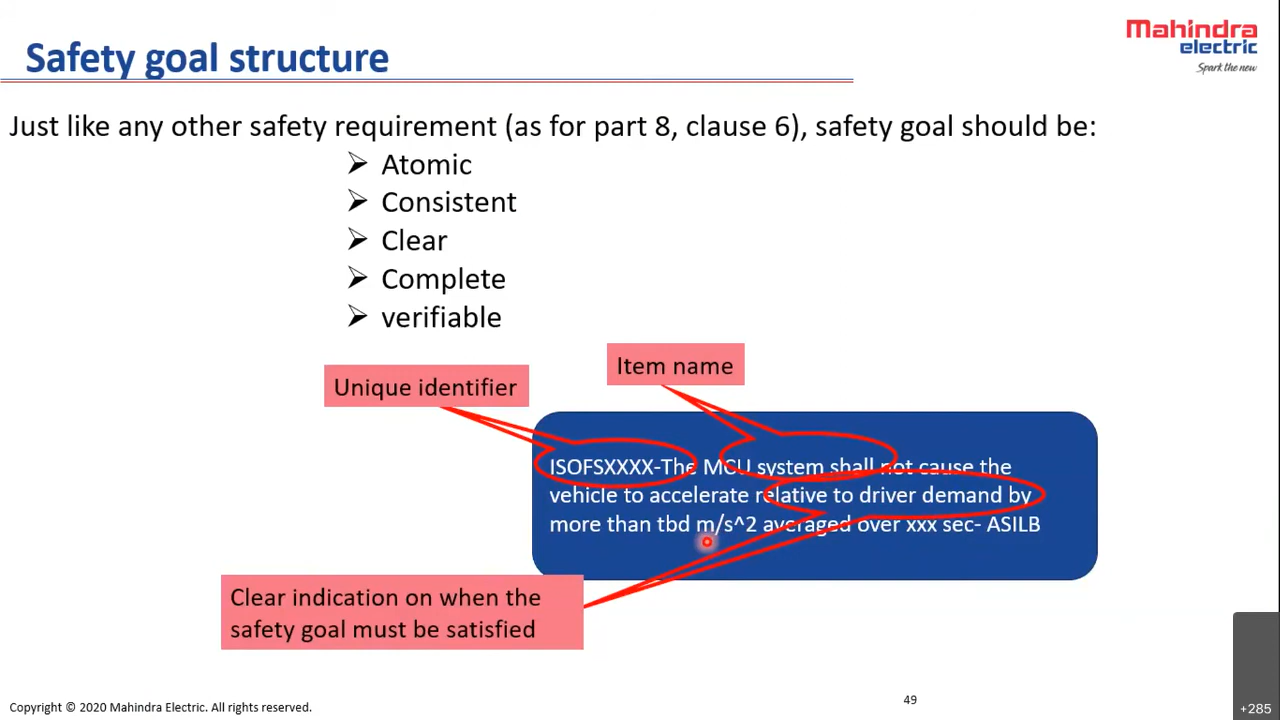 Mahindra
electric
Spark the new
Safety goal structure
Just like any other safety requirement (as for part 8, clause 6), safety goal should be:
Atomic
Consistent
Clear
Complete
verifiable
Item name
Unique identifier
ISOFSXXXX-The MCU system shall not cause the
vehicle to accelerate relative to driver demand by
more than tbd m/s^2 averaged over xxx sec- ASILB
Clear indication on when the
safety goal must be satisfied
Copyright © 2020 Mahindra Electric. All rights reserved.
49
+285